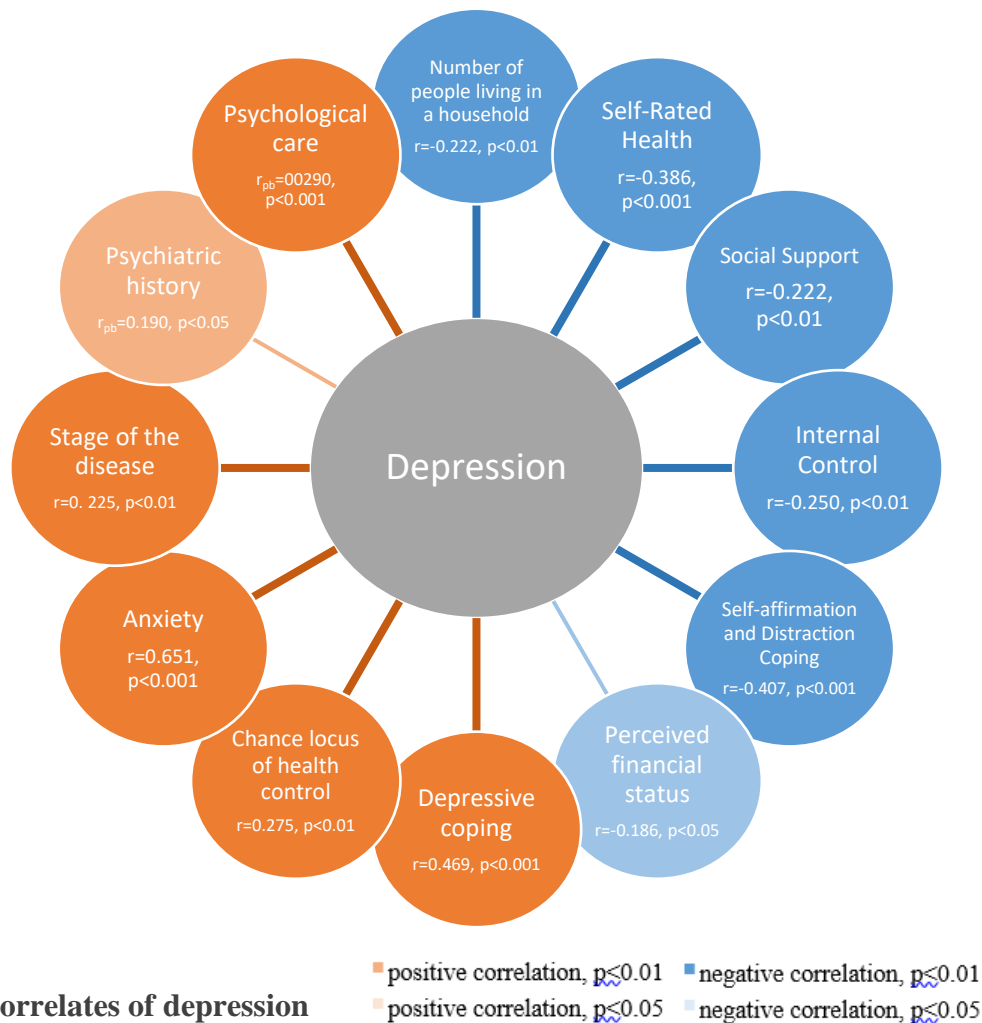 Number of
people living in
a household
r=-0.222, p<0.01
Self-Rated
Health
r=-0.386,
p<0.001
Social Support
r=-0.222,
p<0.01
Internal
Control
r=-0.250, p<0.01
Self-affirmation
and Distraction
Coping
r=-0.407, p<0.001
Perceived
financial
status
r=-0.186, p<0.05
Depressive
coping
r=0.469, p<0.001
Chance locus
of health
control
r=0.275, p<0.01
Anxiety
r=0.651,
p<0.001
Stage of the
disease
r=0. 225, p<0.01
Psychiatric
history
rpb=0.190, p<0.05
Psychological
care
rpb=00290,
p<0.001
Depression
positive correlation, p≤0.01
negative correlation, p≤0.01
positive correlation, p≤0.05
negative correlation, p≤0.05
orrelates of depression